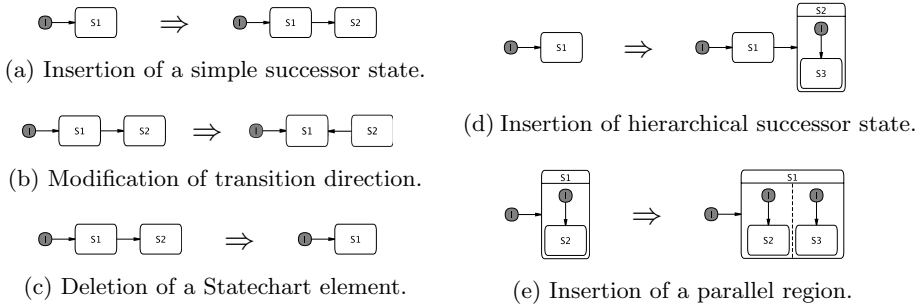 I S1 ⇒ I S1 S2
(a) Insertion of a simple successor state.
I S1 S2 ⇒ I S1 S2
(b) Modification of transition direction.
I S1 S2 ⇒ I S1
(c) Deletion of a Statechart element.
S2
I
I S1 ⇒ I S1
S3
(d) Insertion of hierarchical successor state.
S1 S1
I I I
I ⇒ I
S2 S2 S3
(e) Insertion of a parallel region.